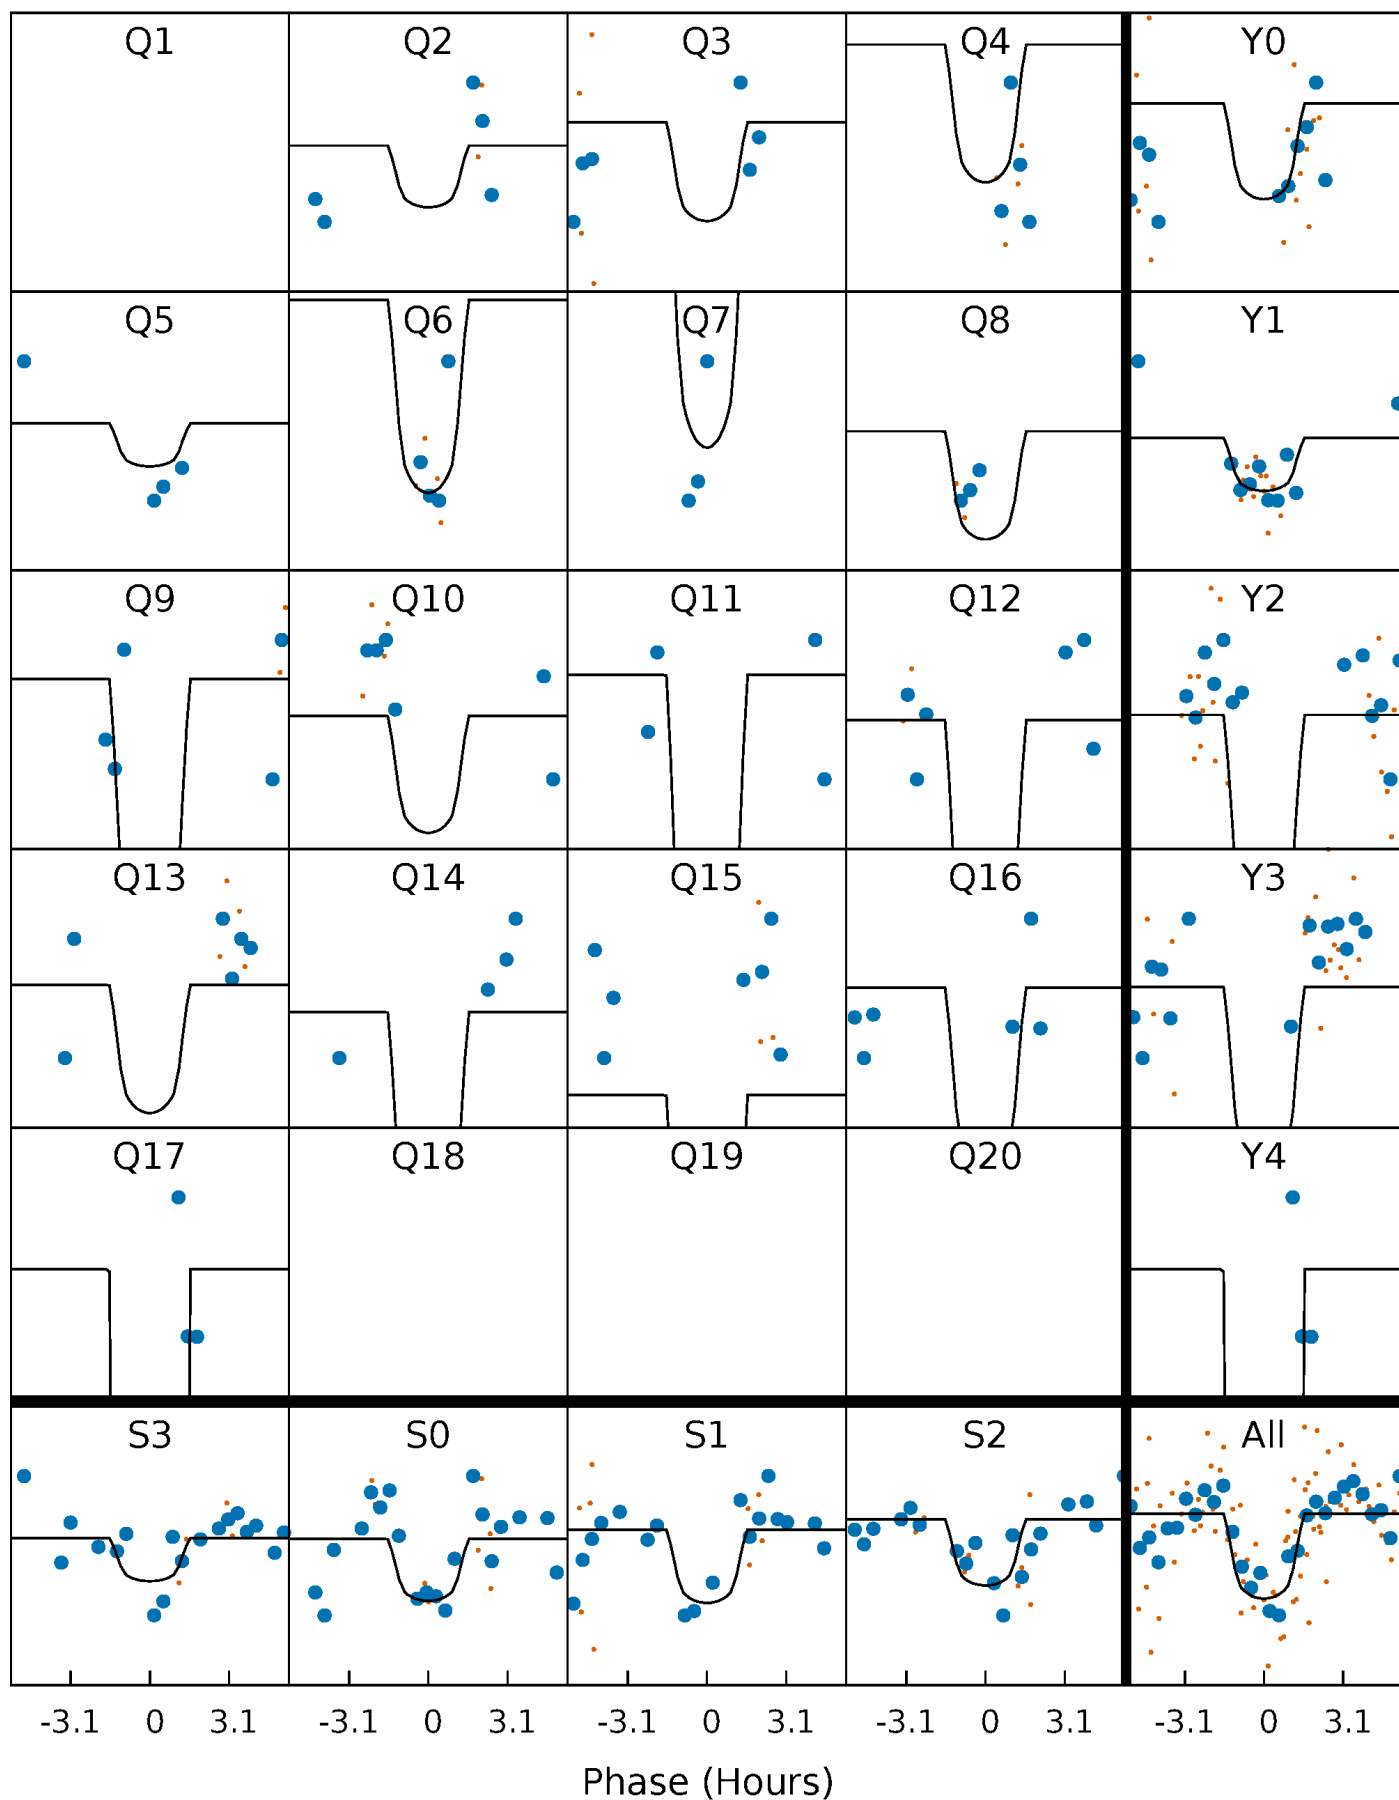 Q1 Q2 Q3 Q4 Y0
Q5 Q6 Q7 Q8 Y1
Q9 Q10 Q11 Q12 Y2
Q13 Q14 Q15 Q16 Y3
Q17 Q18 Q19 Q20 Y4
S3 S0 S1 S2 All
-3.1 0 3.1 -3.1 0 3.1 -3.1 0 3.1 -3.1 0 3.1 -3.1 0 3.1
Phase (Hours)